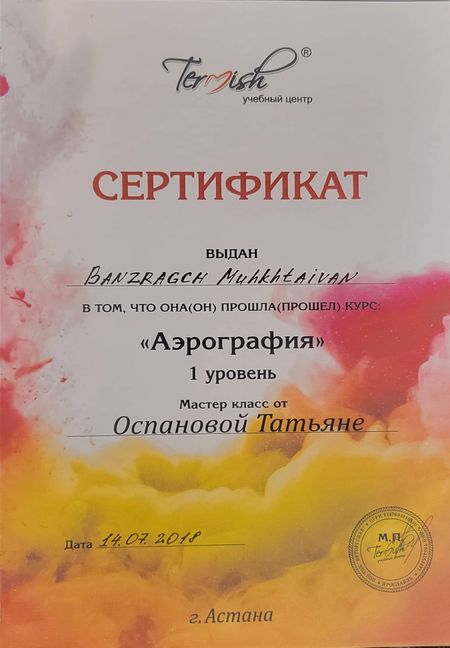 Termish®
учебный центр
СЕРТИФИКАТ
ВЫДАН
BANZRAGCH Muhkhtaivan
В ТОМ, ЧТО ОНА(ОН) ПРОШЛА(ПРОШЕЛ) КУРС:
«Аэрография»
1 уровень
Мастер класс от
Оспановой Татьяне
Дата 14.07.2018
М.П.
Termish
г. Астана